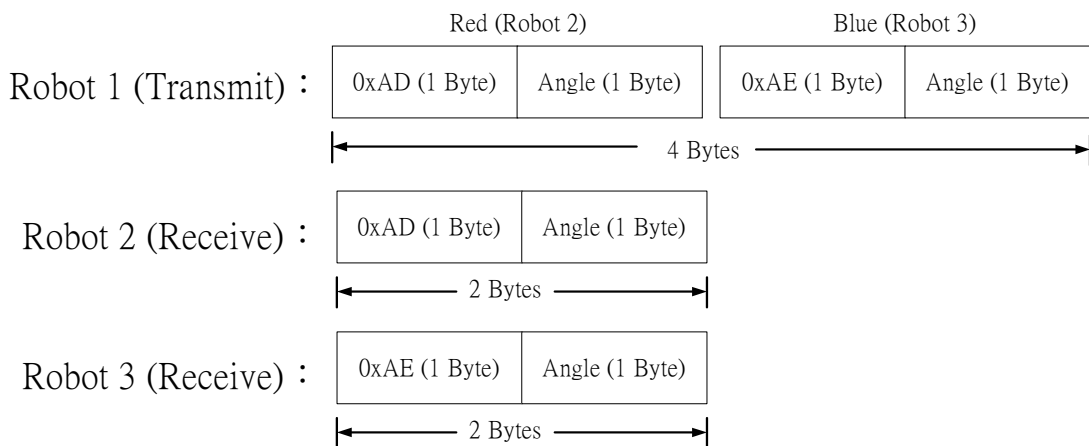 Red (Robot 2) Blue (Robot 3)
Robot 1 (Transmit)： 0xAD (1 Byte) Angle (1 Byte) 0xAE (1 Byte) Angle (1 Byte)
4 Bytes
Robot 2 (Receive)： 0xAD (1 Byte) Angle (1 Byte)
2 Bytes
Robot 3 (Receive)： 0xAE (1 Byte) Angle (1 Byte)
2 Bytes